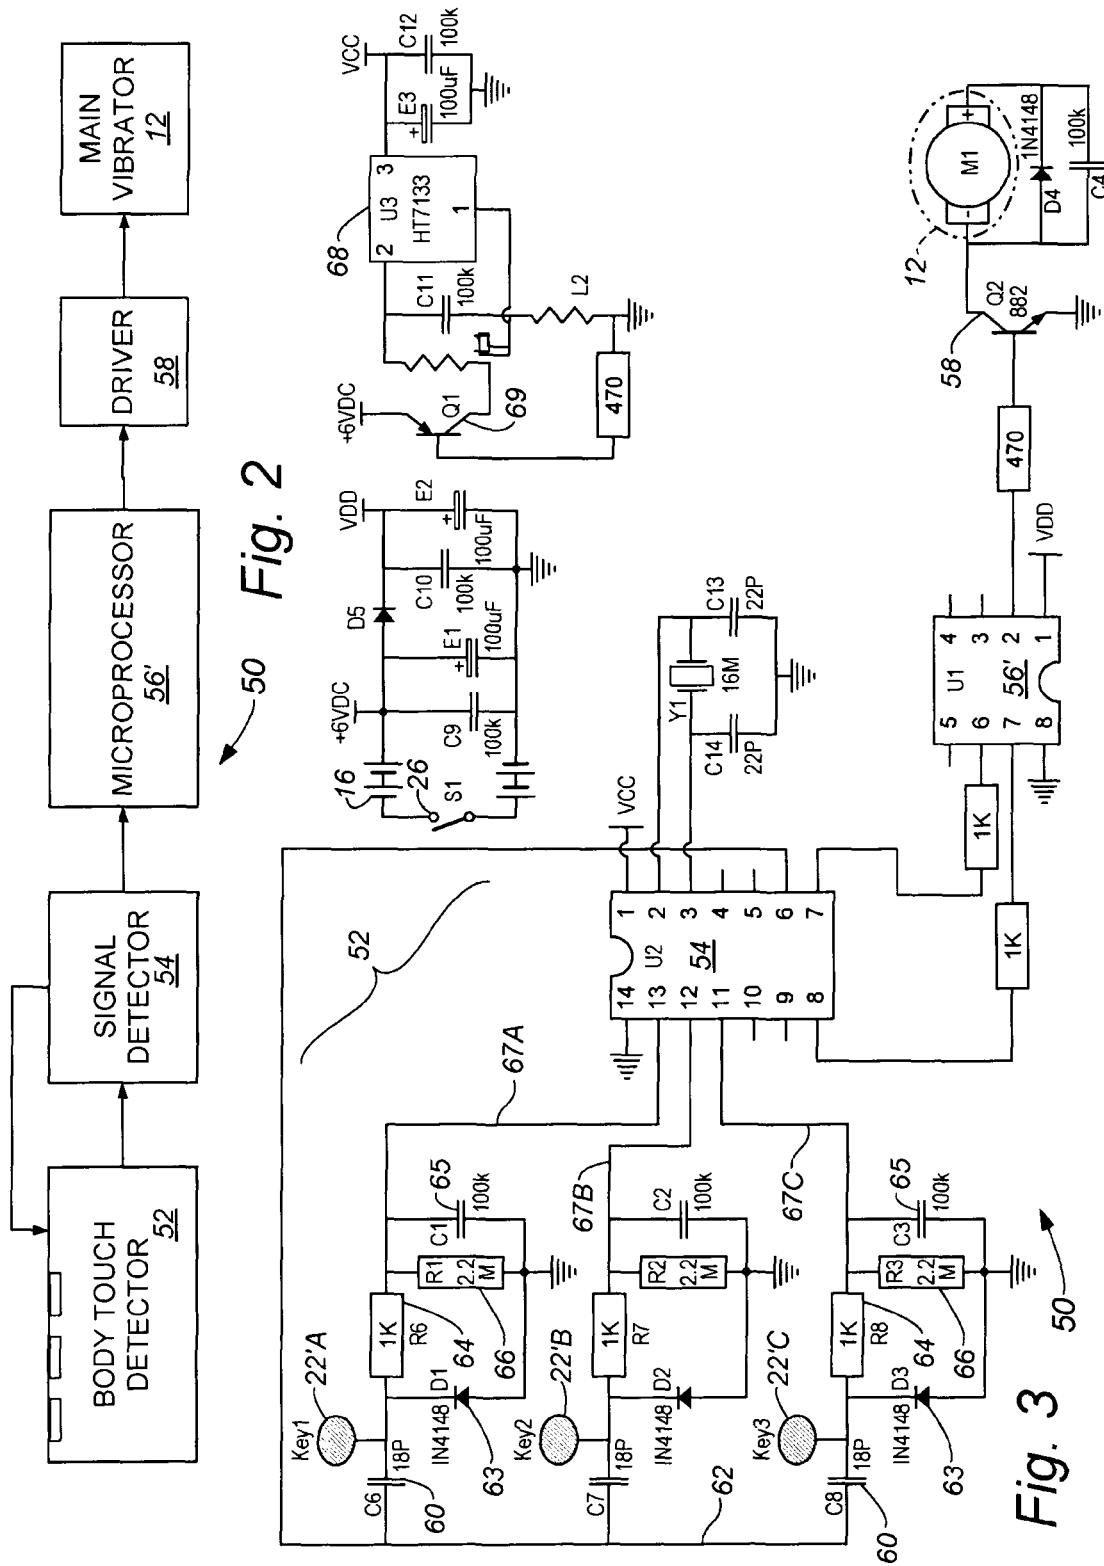 BODY TOUCH
DETECTOR
52
SIGNAL
DETECTOR
54
MICROPROCESSOR
56'
DRIVER
58
MAIN
VIBRATOR
12
50
Fig. 2
16
26
S1
+6VDC
C9
100k
E1
+
100uF
D5
C10
100k
VDD
E2
+
100uF
+6VDC
Q1
69
470
L2
C11
100k
68
2
U3
3
HT7133
1
VCC
E3
+
100uF
C12
100k
52
Key1
22'A
C6
18P
60
IN4148
D1
63
1K
R6
64
R1
2.2
M
66
C1
65
100k
67A
Key2
22'B
C7
18P
IN4148
D2
1K
R7
R2
2.2
M
C2
100k
67B
Key3
22'C
C8
18P
60
62
IN4148
D3
63
1K
R8
64
R3
2.2
M
66
C3
65
100k
67C
14
13
12
11
10
9
8
U2
54
1
2
3
4
5
6
7
VCC
Y1
16M
C14
22P
C13
22P
1K
1K
5
6
7
8
U1
56'
4
3
2
1
VDD
470
58
Q2
882
12
-
M1
+
D4
1N4148
C4
100k
50
Fig. 3